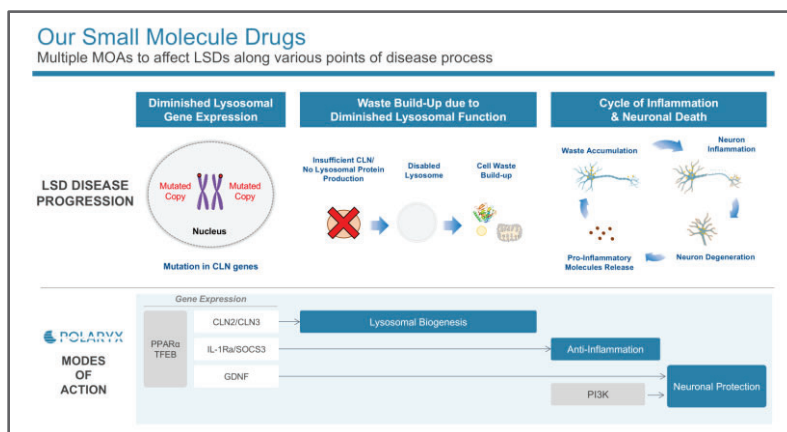 Our Small Molecule Drugs
Multiple MOAs to affect LSDs along various points of disease process
Diminished Lysosomal
Gene Expression
Waste Build-Up due to
Diminished Lysosomal Function
Cycle of Inflammation
& Neuronal Death
LSD DISEASE
PROGRESSION
Mutated
Copy
Mutated
Copy
Nucleus
Mutation in CLN genes
Insufficient CLN/
No Lysosomal Protein
Production
Disabled
Lysosome
Cell Waste
Build-up
Waste Accumulation
Neuron
Inflammation
Pro-Inflammatory
Molecules Release
Neuron Degeneration
POLARYX
MODES
OF
ACTION
Gene Expression
PPARα
TFEB
CLN2/CLN3
IL-1Ra/SOCS3
GDNF
Lysosomal Biogenesis
Anti-Inflammation
PI3K
Neuronal Protection